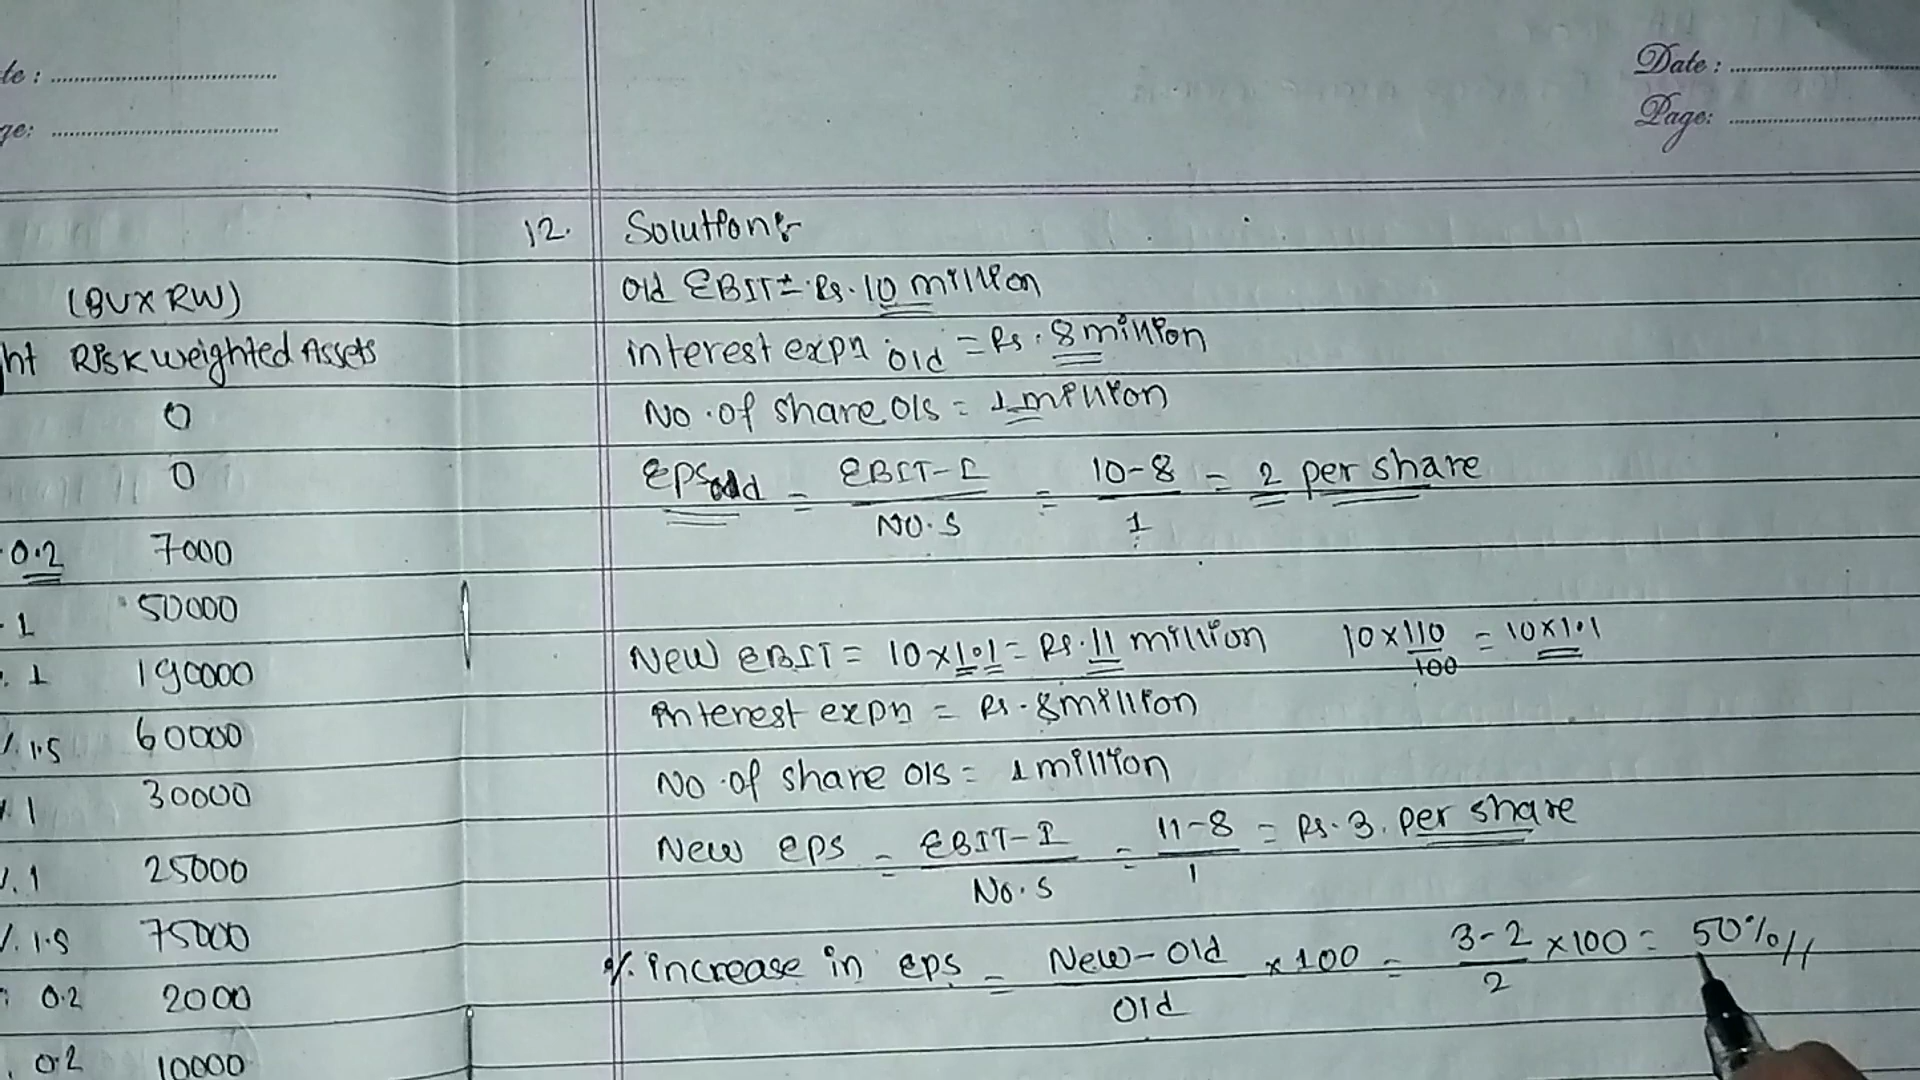 te : ..........
ge: ..........
(BV X RW)
ht Risk weighted Assets
0
0
0.2 7000
1 50000
1 190000
1.5 60000
1 30000
1 25000
1.5 75000
0.2 2000
0.2 10000
Date : ..........
Page: ..........
12. Solution:-
Old EBIT = Rs. 10 million
interest expn old = Rs. 8 million
No. of share o/s = 1 million
EPS old = EBIT - I / NO. S = 10-8 / 1 = 2 per share
New EBIT = 10 x 1.1 = Rs. 11 million 10 x 110 / 100 = 10 x 1.1
interest expn = Rs. 8 million
No. of share o/s = 1 million
New eps = EBIT - I / No. S = 11-8 / 1 = Rs. 3. per share
% increase in eps = New - Old / Old x 100 = 3-2 / 2 x 100 = 50% //